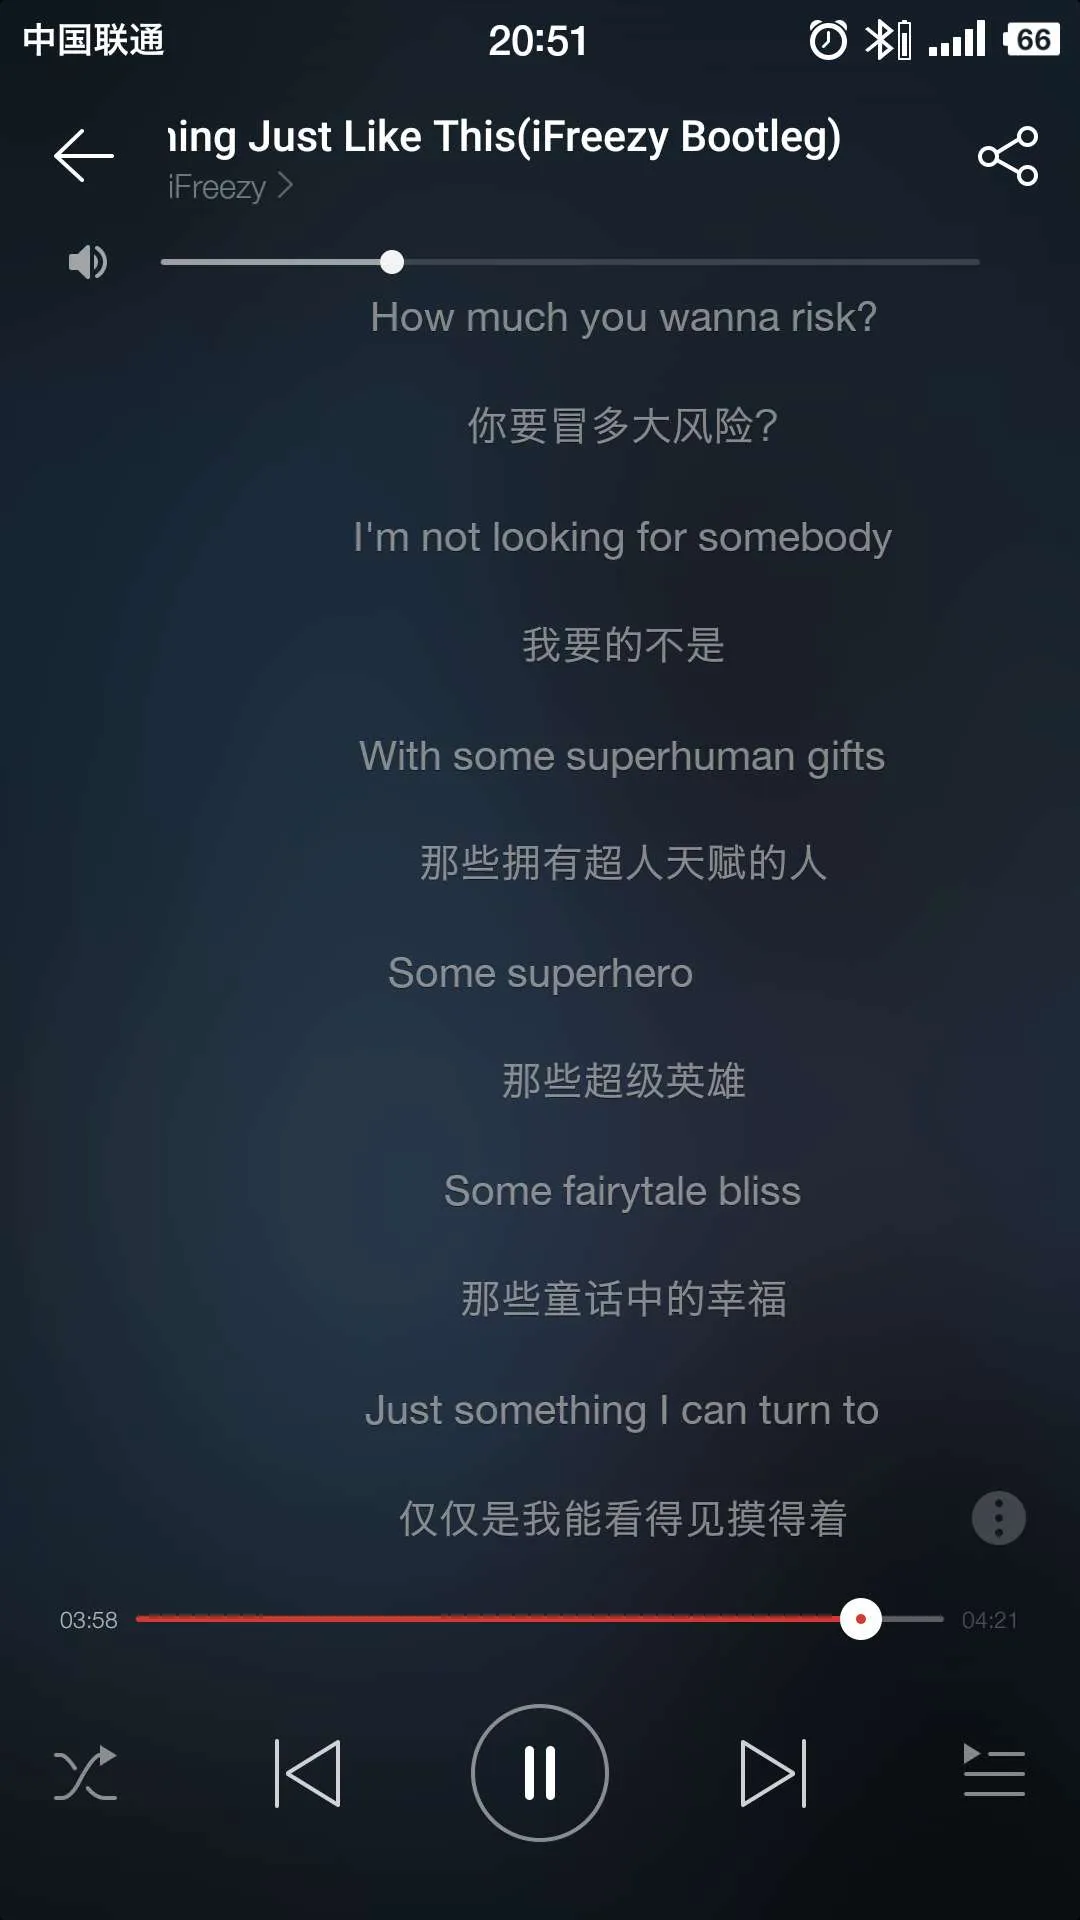 中国联通 20:51 66
ning Just Like This(iFreezy Bootleg)
iFreezy
How much you wanna risk?
你要冒多大风险?
I'm not looking for somebody
我要的不是
With some superhuman gifts
那些拥有超人天赋的人
Some superhero
那些超级英雄
Some fairytale bliss
那些童话中的幸福
Just something I can turn to
仅仅是我能看得见摸得着
03:58 04:21